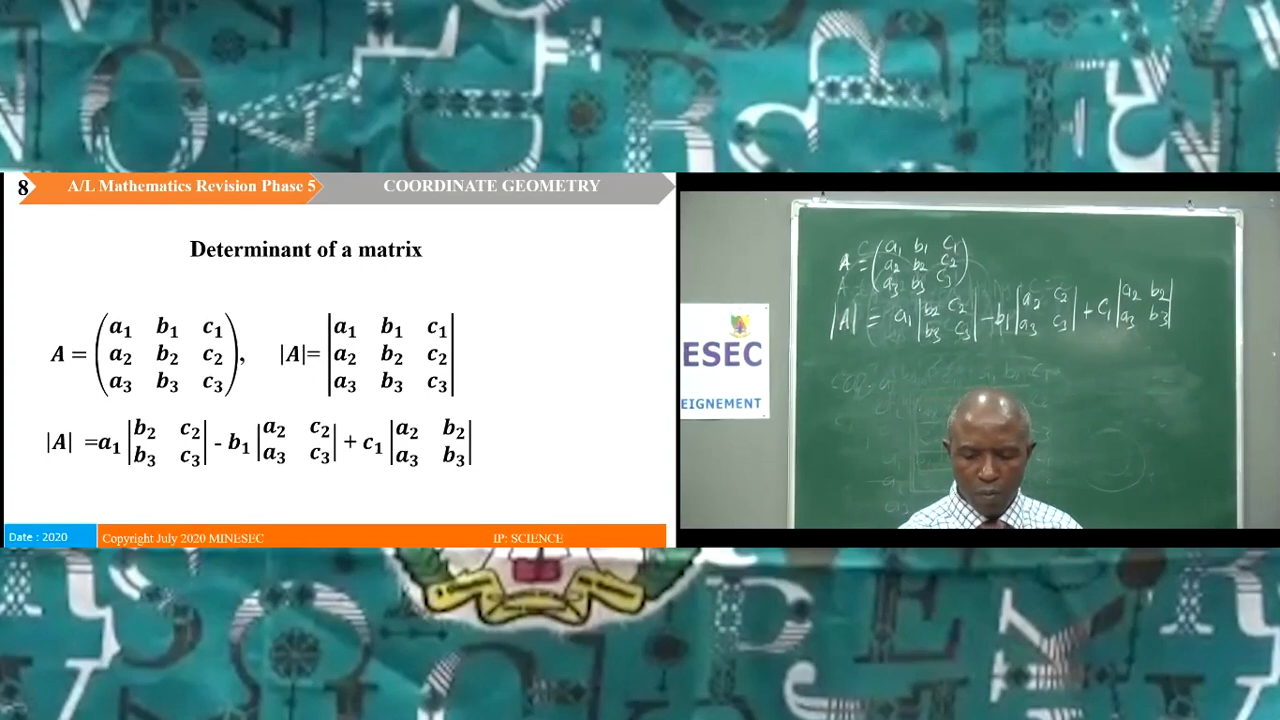 8 A/L Mathematics Revision Phase 5 COORDINATE GEOMETRY
Determinant of a matrix
A = (a₁ b₁ c₁
a₂ b₂ c₂
a₃ b₃ c₃), |A|= |a₁ b₁ c₁
a₂ b₂ c₂
a₃ b₃ c₃|
|A| =a₁ |b₂ c₂
b₃ c₃| - b₁ |a₂ c₂
a₃ c₃| + c₁ |a₂ b₂
a₃ b₃|
Date : 2020 Copyright July 2020 MINESEC IP: SCIENCE
A = (a₁ b₁ c₁
a₂ b₂ c₂
a₃ b₃ c₃)
|A| = a₁ |b₂ c₂
b₃ c₃| - b₁ |a₂ c₂
a₃ c₃| + c₁ |a₂ b₂
a₃ b₃|
ESEC
EIGNEMENT